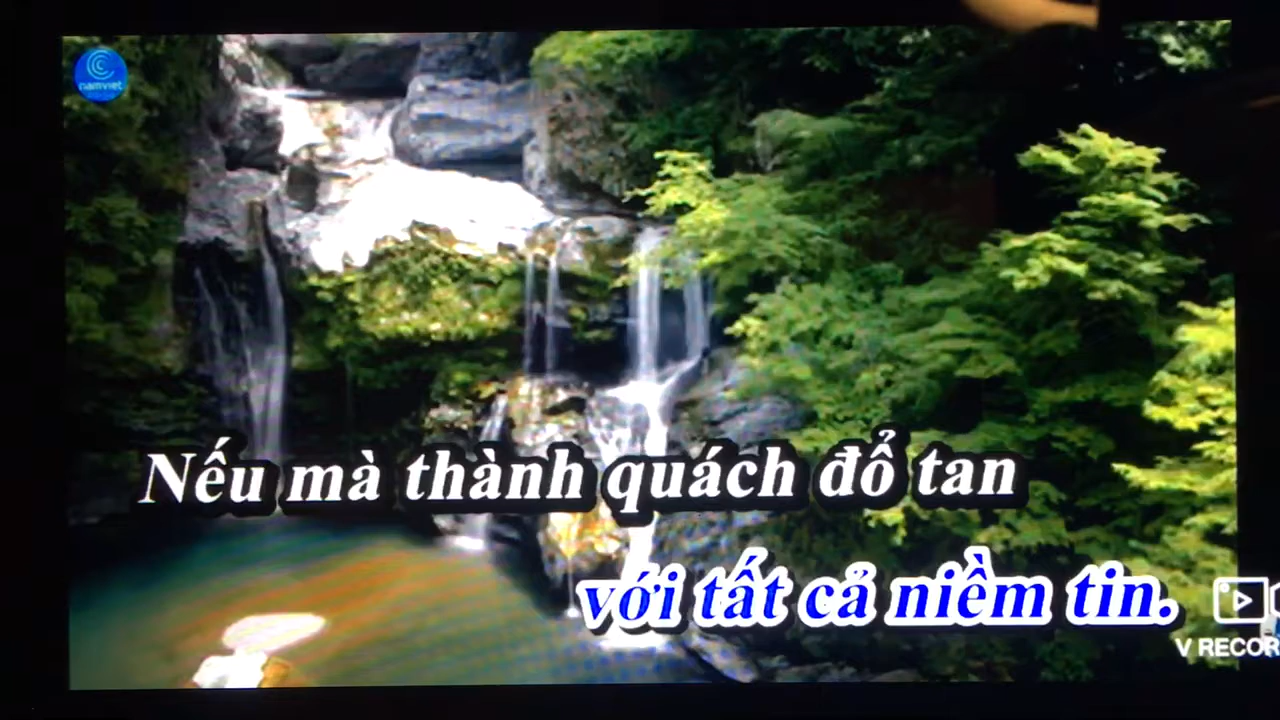 namviet
Nếu mà thành quách đổ tan
với tất cả niềm tin.
V RECOR